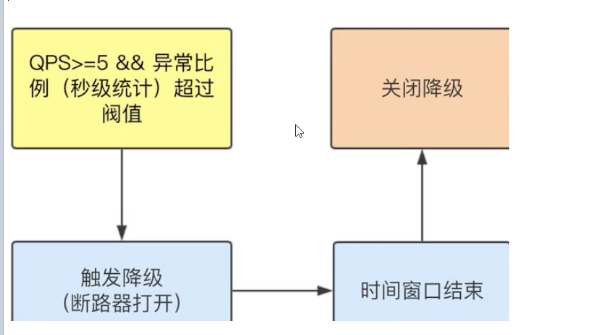 QPS>=5 && 异常比
例（秒级统计）超过
阀值
关闭降级
触发降级
（断路器打开）
时间窗口结束